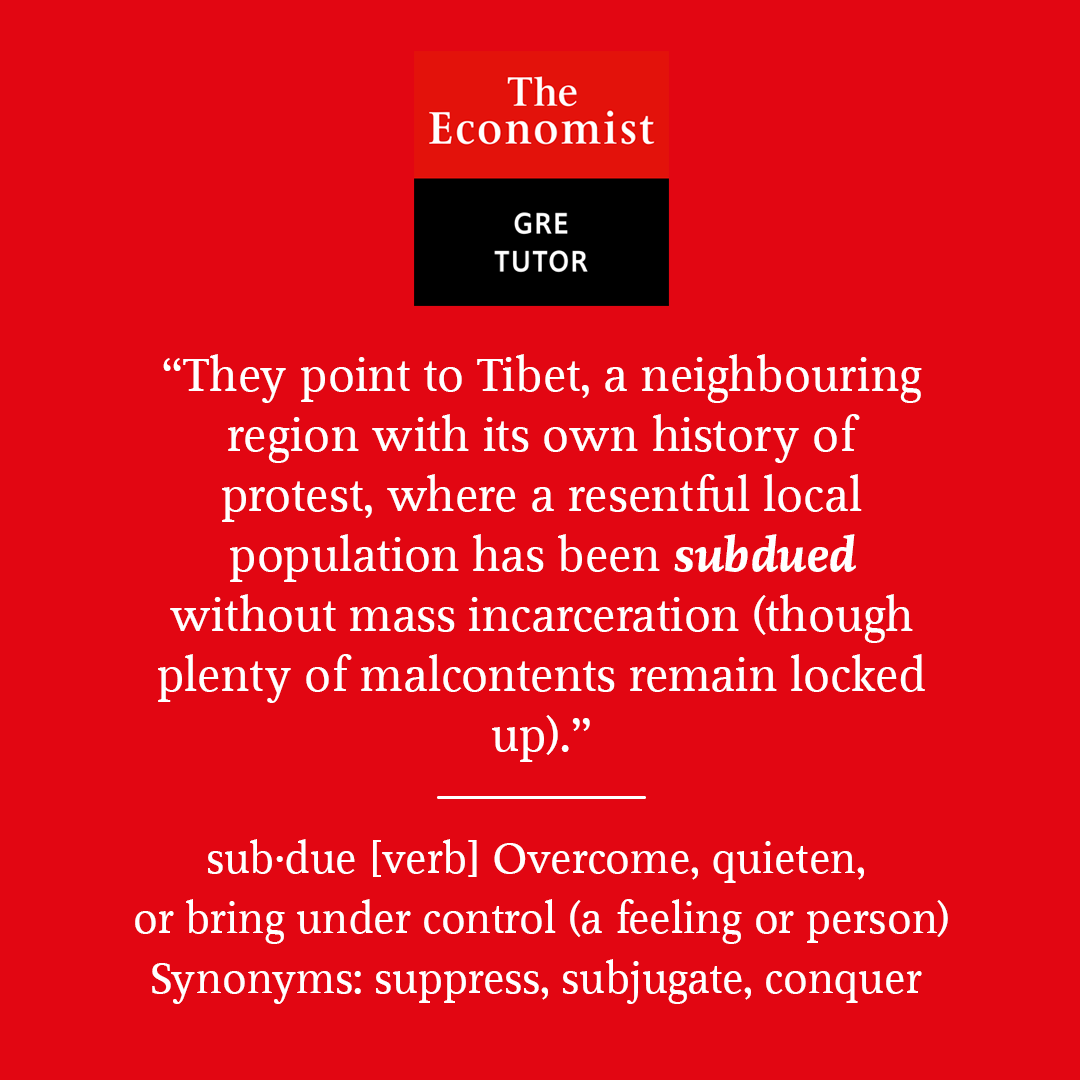 The
Economist
GRE
TUTOR
“They point to Tibet, a neighbouring
region with its own history of
protest, where a resentful local
population has been subdued
without mass incarceration (though
plenty of malcontents remain locked
up).”
sub·due [verb] Overcome, quieten,
or bring under control (a feeling or person)
Synonyms: suppress, subjugate, conquer